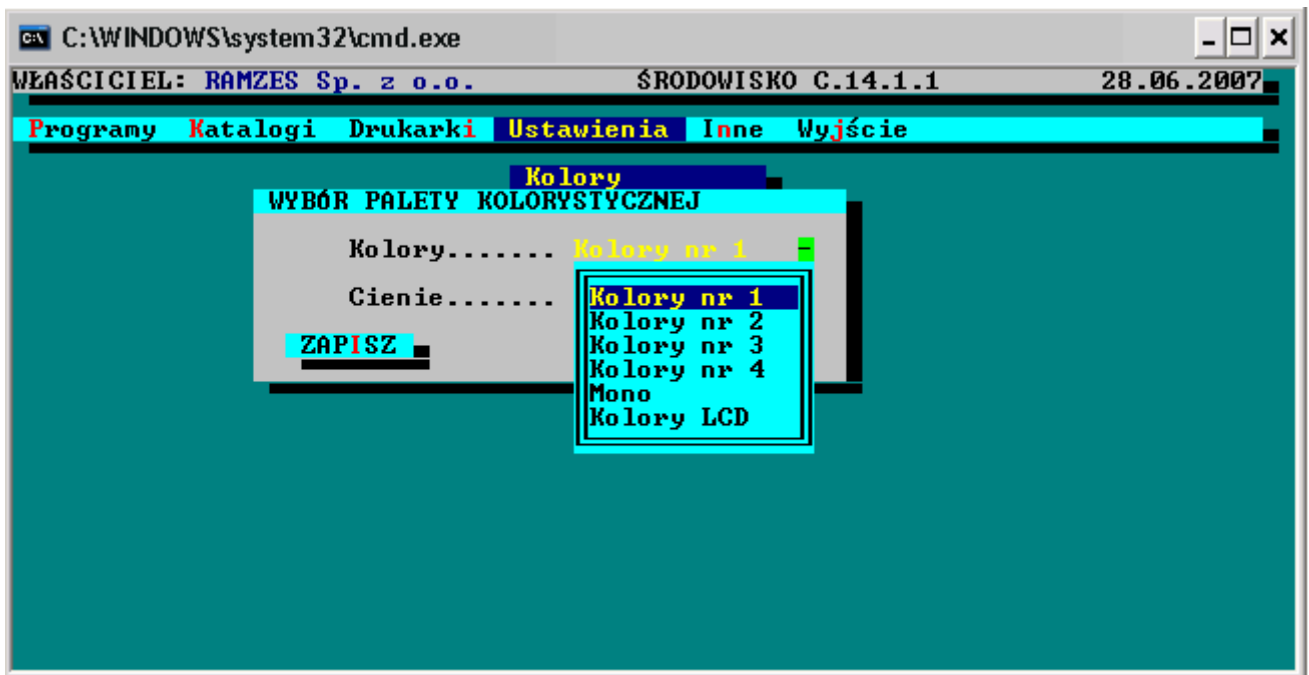 C:\WINDOWS\system32\cmd.exe
WŁAŚCICIEL: RAMZES Sp. z o.o. ŚRODOWISKO C.14.1.1 28.06.2007
Programy Katalogi Drukarki Ustawienia Inne Wyjście
Kolory
WYBÓR PALETY KOLORYSTYCZNEJ
Kolory....... Kolory nr 1
Cienie.......
Kolory nr 1
Kolory nr 2
Kolory nr 3
Kolory nr 4
Mono
Kolory LCD
ZAPISZ